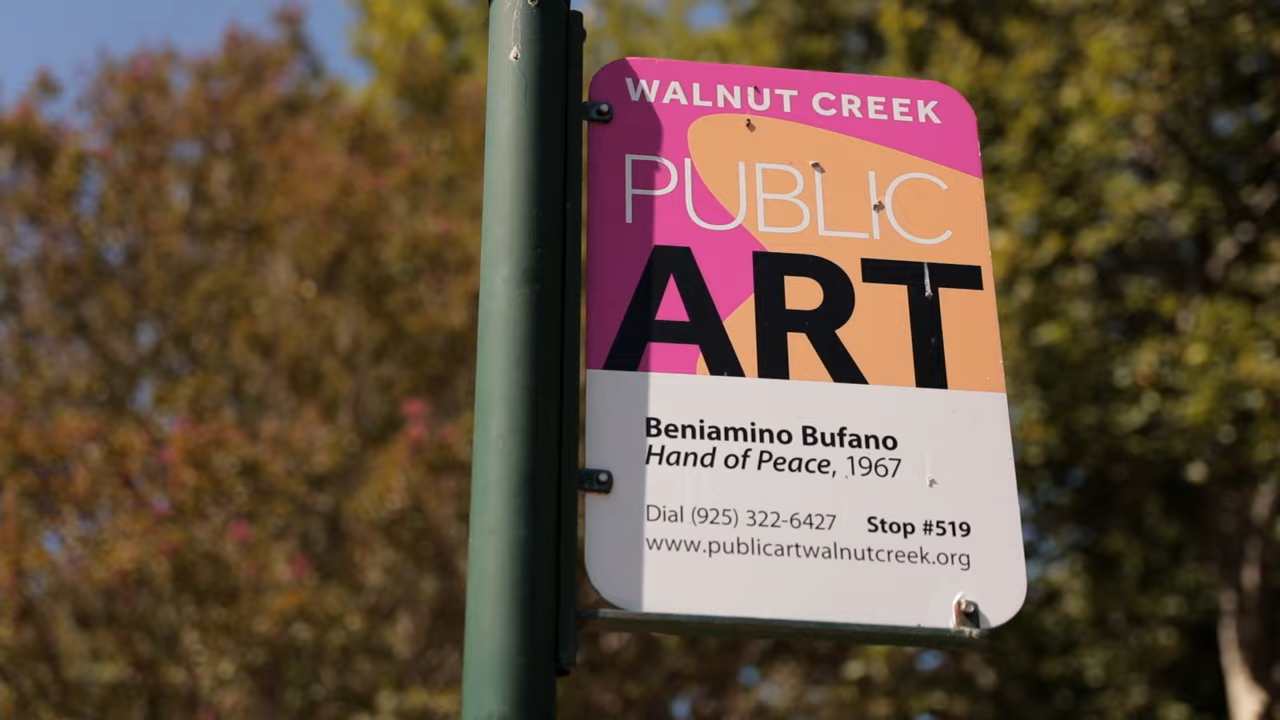 WALNUT CREEK
PUBLIC
ART
Beniamino Bufano
Hand of Peace, 1967
Dial (925) 322-6427 Stop #519
www.publicartwalnutcreek.org